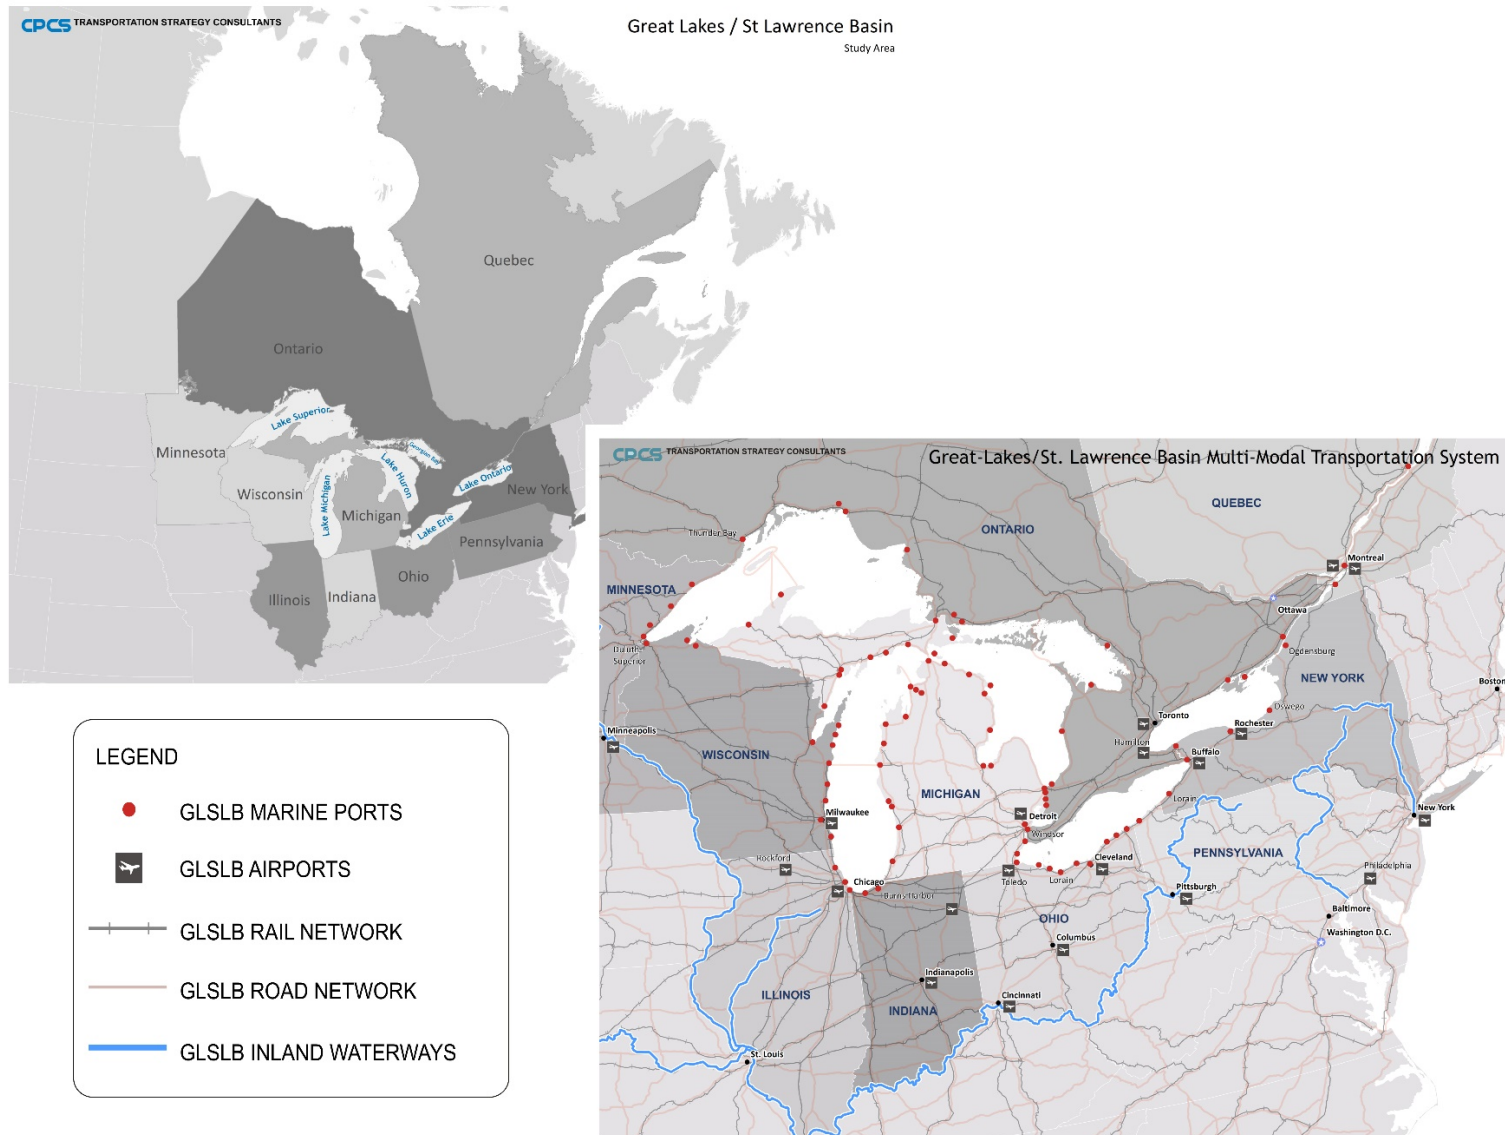 CPCS TRANSPORTATION STRATEGY CONSULTANTS
Great Lakes / St Lawrence Basin
Study Area
Quebec
Ontario
Lake Superior
Minnesota
Georgian Bay
Lake Huron
Lake Ontario
Wisconsin
Lake Michigan
New York
Michigan
Lake Erie
Pennsylvania
Ohio
Illinois
Indiana
CPCS TRANSPORTATION STRATEGY CONSULTANTS
Great-Lakes/St. Lawrence Basin Multi-Modal Transportation System
QUEBEC
ONTARIO
Thunder Bay
Montreal
MINNESOTA
Ottawa
Duluth,
Superior
Ogdensburg
NEW YORK
Boston
Oswego
Toronto
Rochester
Minneapolis
Hamilton
WISCONSIN
Buffalo
MICHIGAN
Lorain
New York
Milwaukee
Detroit
Windsor
PENNSYLVANIA
Rockford
Cleveland
Philadelphia
Chicago
Toledo
Lorain
Pittsburgh
Burns Harbor
Baltimore
OHIO
Washington D.C.
Columbus
Indianapolis
ILLINOIS
Cincinnati
INDIANA
St. Louis
LEGEND
GLSLB MARINE PORTS
GLSLB AIRPORTS
GLSLB RAIL NETWORK
GLSLB ROAD NETWORK
GLSLB INLAND WATERWAYS